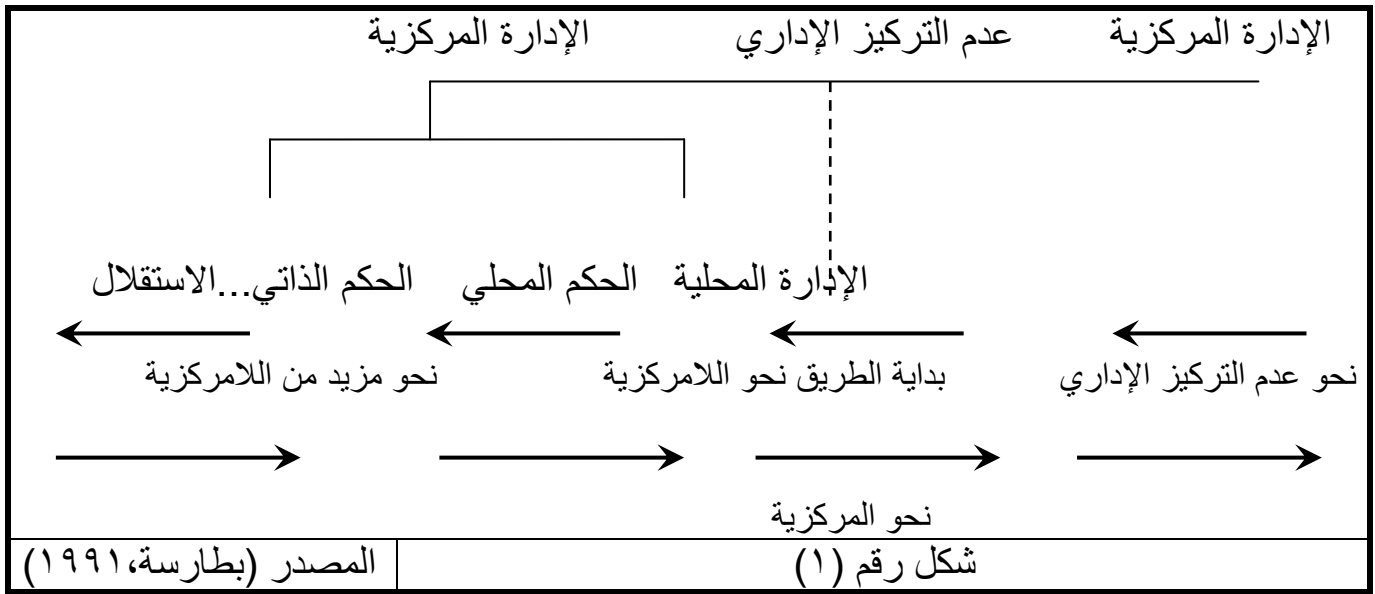 الإدارة المركزية عدم التركيز الإداري الإدارة المركزية
الإدارة المحلية الحكم المحلي الحكم الذاتي...الاستقلال
نحو عدم التركيز الإداري بداية الطريق نحو اللامركزية نحو مزيد من اللامركزية
نحو المركزية
شكل رقم (١) المصدر (بطارسة،١٩٩١)